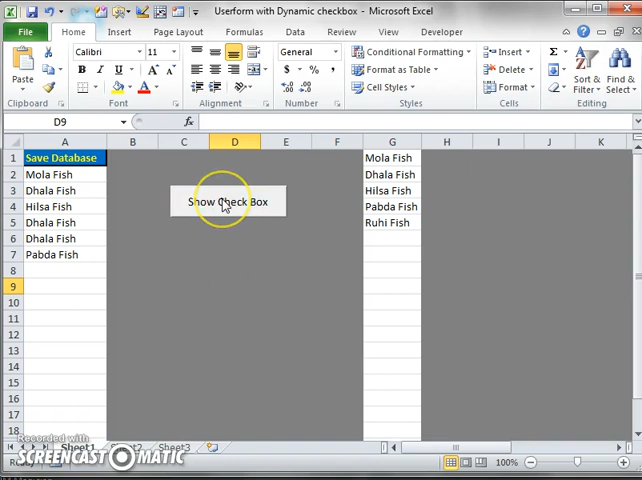 Userform with Dynamic checkbox - Microsoft Excel
File Home Insert Page Layout Formulas Data Review View Developer
Paste
Calibri 11
B I U
A A
General
$ % ,
Conditional Formatting
Format as Table
Cell Styles
Insert
Delete
Format
Σ
Sort & Filter
Find & Select
Clipboard Font Alignment Number Styles Cells Editing
D9 fx
A B C D E F G H I J K
1 Save Database Mola Fish
2 Mola Fish Dhala Fish
3 Dhala Fish Hilsa Fish
4 Hilsa Fish Show Check Box Pabda Fish
5 Dhala Fish Ruhi Fish
6 Dhala Fish
7 Pabda Fish
8
9
10
11
12
13
14
15
16
17
18
Recorded with
Sheet1 Sheet2 Sheet3
SCREENCAST MATIC
Ready 100%